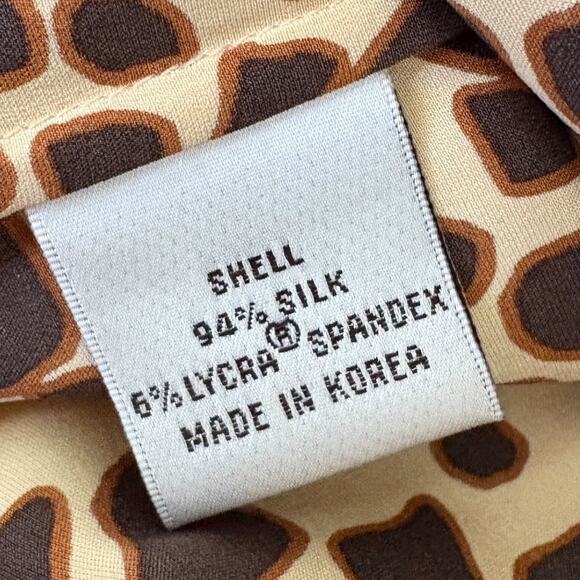 SHELL
94% SILK
6% LYCRA® SPANDEX
MADE IN KOREA